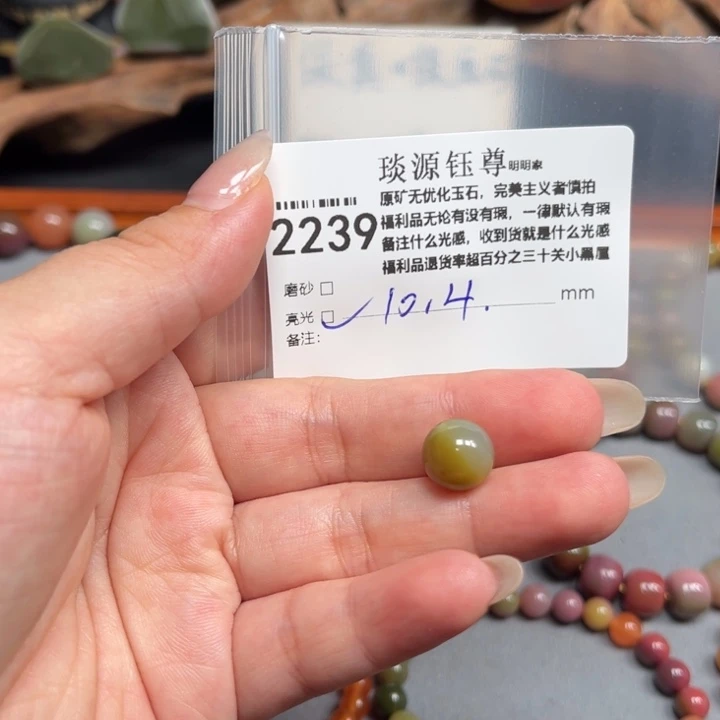 琰源钰尊明明家
原矿无优化玉石，完美主义者慎拍
2239
福利品无论有没有瑕，一律默认有瑕
备注什么光感，收到货就是什么光感
福利品退货率超百分之三十关小黑屋
磨砂 □
亮光 □ ✓ 10.4. mm
备注：